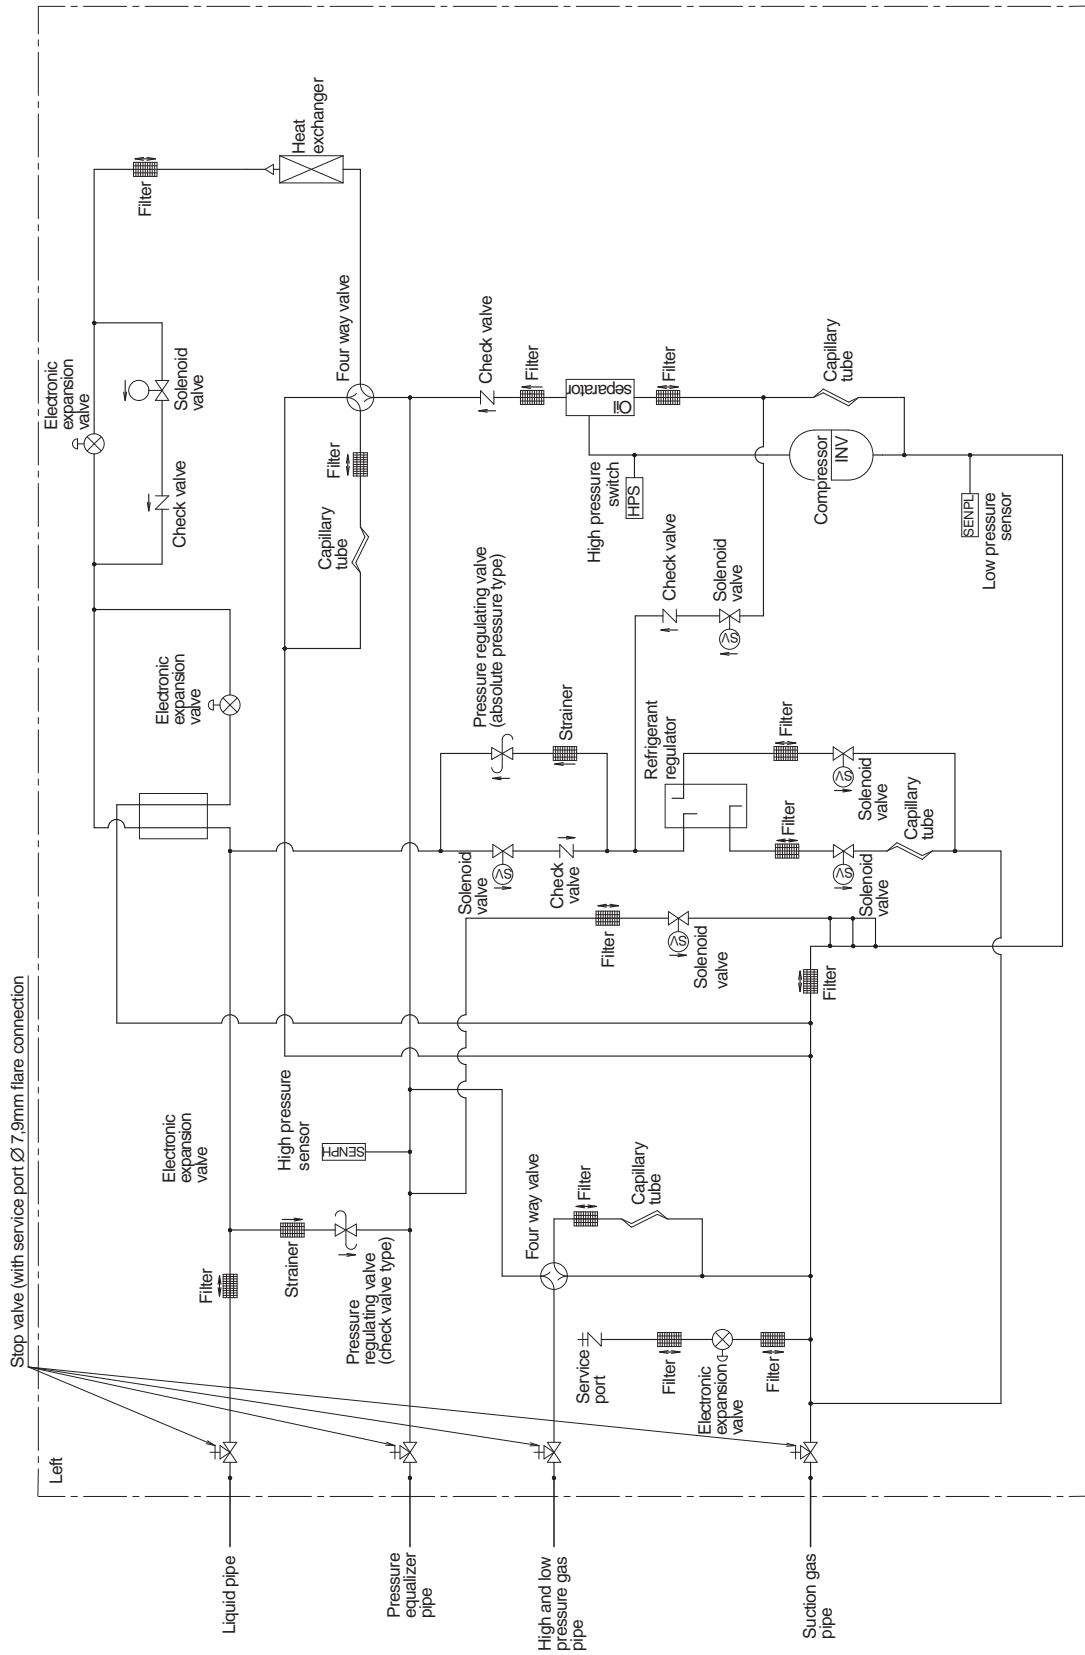 Stop valve (with service port Ø 7,9mm flare connection
Left
Electronic
expansion
valve
Solenoid
valve
Check valve
Filter
Heat
exchanger
Electronic
expansion
valve
Electronic
expansion
valve
Liquid pipe
Filter
Strainer
High pressure
sensor
SENPH
Capillary
tube
Filter
Four way valve
Pressure
regulating valve
(check valve type)
Pressure
equalizer
pipe
Solenoid
valve
SV
Pressure regulating valve
(absolute pressure type)
Check valve
Filter
Oil
separator
Filter
Check
valve
Strainer
Four way valve
High and low
pressure gas
pipe
Service
port
Filter
Capillary
tube
Filter
High pressure
switch
HPS
Refrigerant
regulator
Check valve
Solenoid
valve
SV
Filter
Electronic
expansion
valve
Filter
Solenoid
valve
SV
Filter
Filter
Suction gas
pipe
Filter
Solenoid
valve
SV
Solenoid
valve
SV
Compressor
INV
Capillary
tube
Capillary
tube
SENPL
Low pressure
sensor